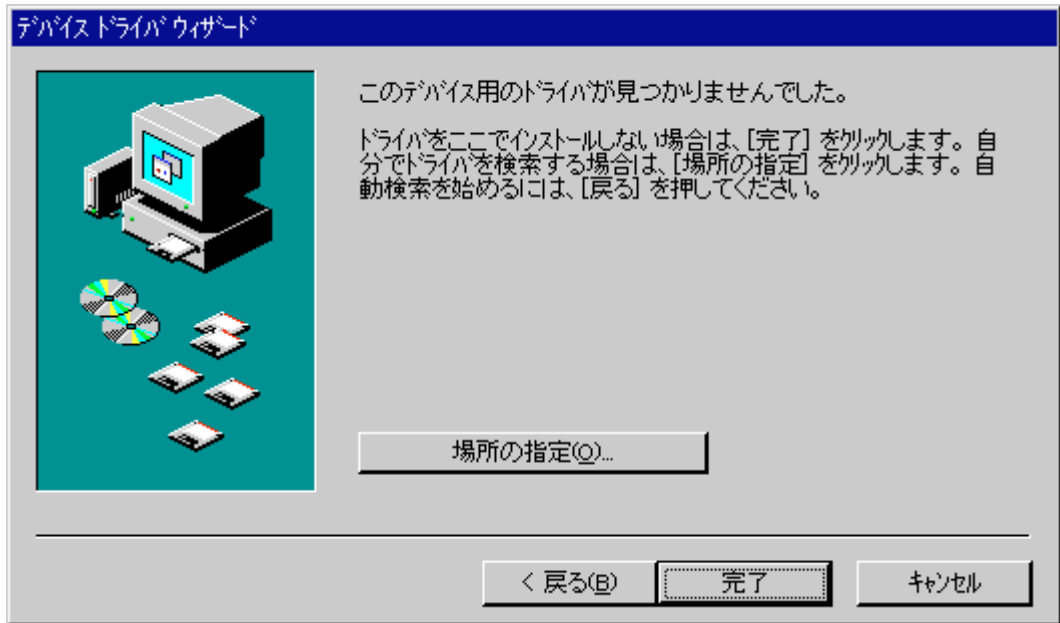 ﾃﾞﾊﾞｲｽ ﾄﾞﾗｲﾊﾞ ｳｨｻﾞｰﾄﾞ
このﾃﾞﾊﾞｲｽ用のﾄﾞﾗｲﾊﾞが見つかりませんでした。
ﾄﾞﾗｲﾊﾞをここでｲﾝｽﾄｰﾙしない場合は、[完了] をｸﾘｯｸします。自
分でﾄﾞﾗｲﾊﾞを検索する場合は、[場所の指定] をｸﾘｯｸします。自
動検索を始めるには、[戻る] を押してください。
場所の指定(O)...
< 戻る(B)
完了
ｷｬﾝｾﾙ